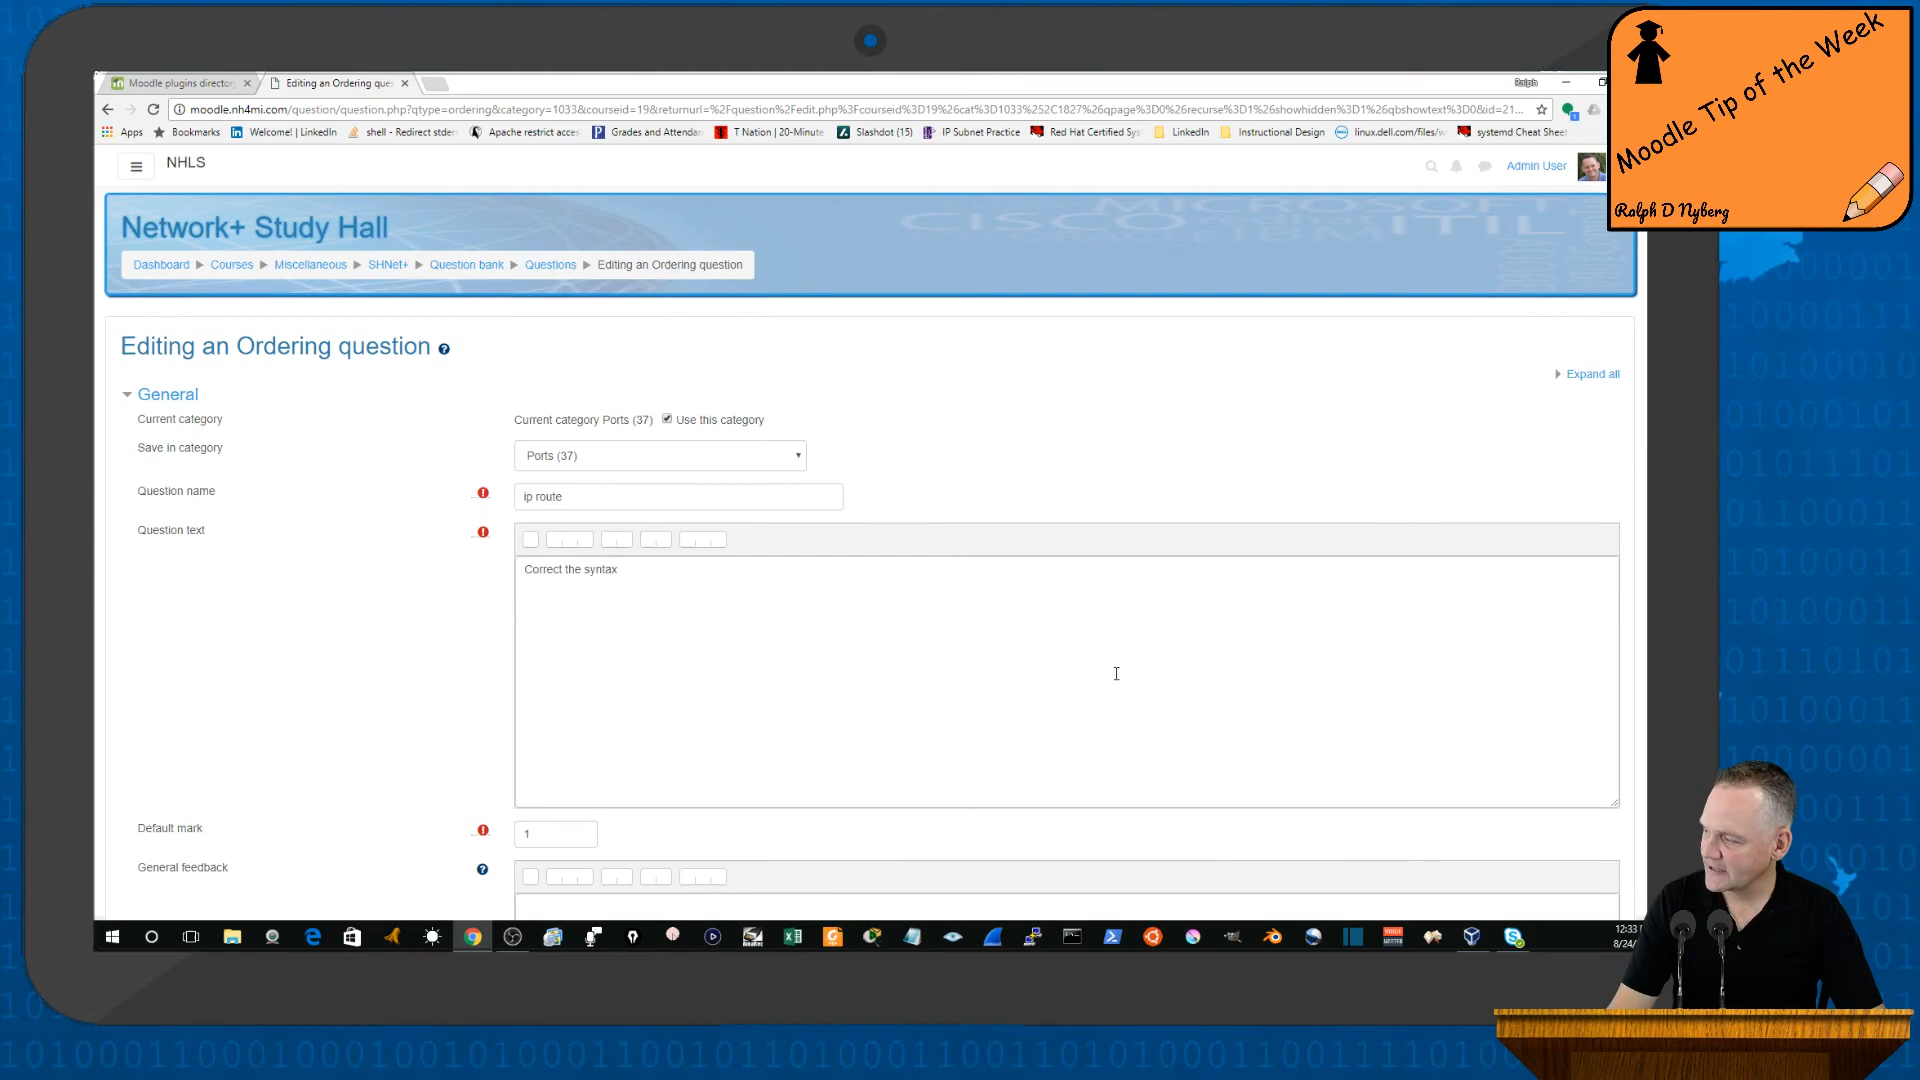 Moodle Tip of the Week
Ralph D Nyberg
Moodle plugins director
Editing an Ordering ques
Ralph
moodle.nh4mi.com/question/question.php?qtype=ordering&category=1033&courseid=19&returnurl=%2Fquestion%2Fedit.php%3Fcourseid%3D19%26cat%3D1033%252C1827%26qpage%3D0%26recurse%3D1%26showhidden%3D1%26qbshowtext%3D0&id=21...
Apps
Bookmarks
Welcome! | LinkedIn
shell - Redirect stderr
Apache restrict acces
Grades and Attendan
T Nation | 20-Minute
Slashdot (15)
IP Subnet Practice
Red Hat Certified Sys
LinkedIn
Instructional Design
linux.dell.com/files/w
systemd Cheat Sheet
NHLS
Admin User
Network+ Study Hall
MICROSOFT
CISCO
ITIL
Dashboard Courses Miscellaneous SHNet+ Question bank Questions Editing an Ordering question
Editing an Ordering question
Expand all
General
Current category
Current category Ports (37) Use this category
Save in category
Ports (37)
Question name
ip route
Question text
Correct the syntax
Default mark
1
General feedback
12:33
8/24/